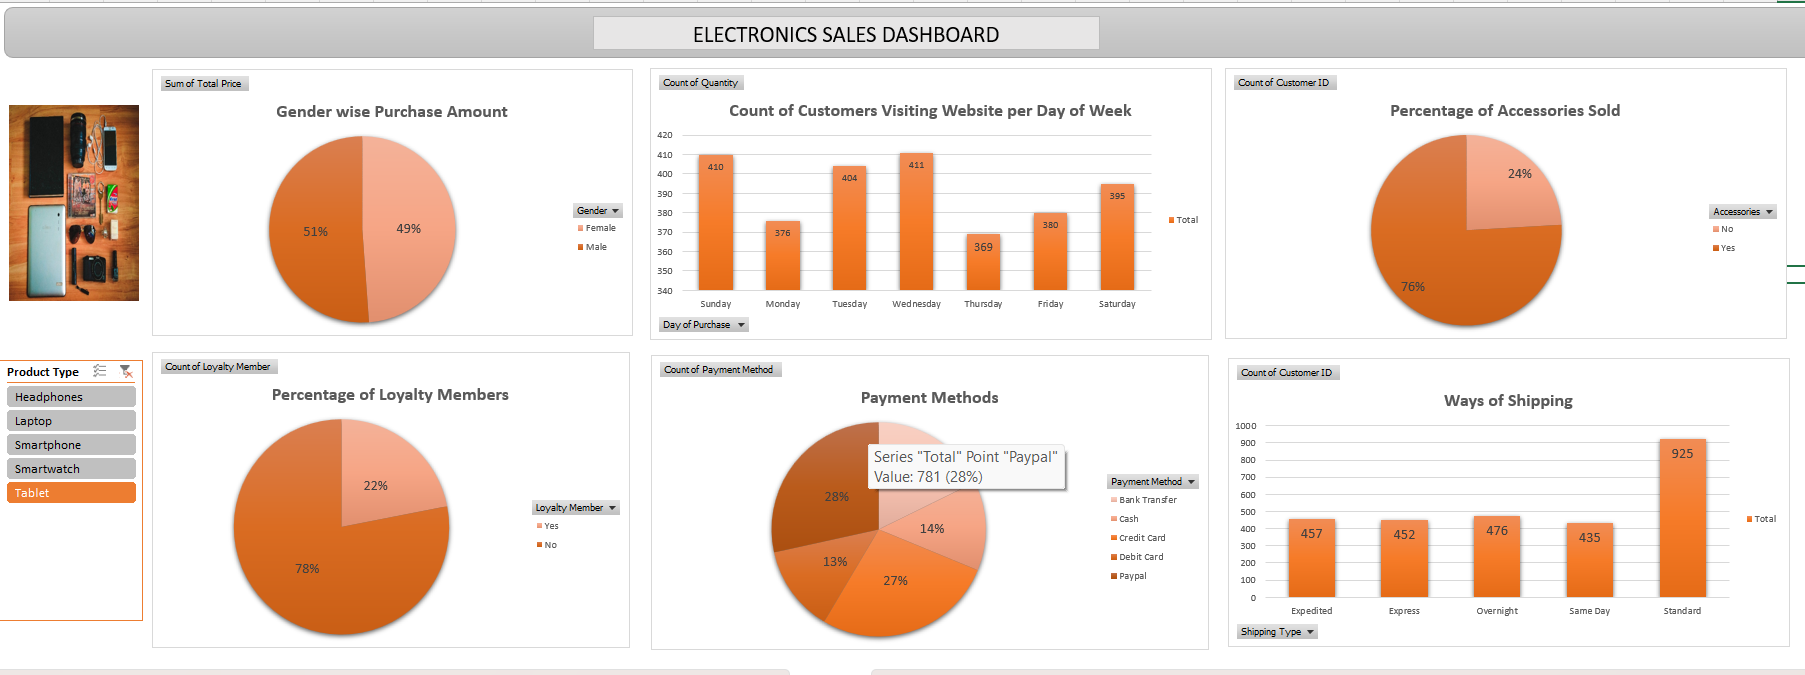 ELECTRONICS SALES DASHBOARD
Sum of Total Price
Gender wise Purchase Amount
51%
49%
Gender
Female
Male
Count of Quantity
Count of Customers Visiting Website per Day of Week
420
410
400
390
380
370
360
350
340
410
376
404
411
369
380
395
Sunday
Monday
Tuesday
Wednesday
Thursday
Friday
Saturday
Total
Day of Purchase
Count of Customer ID
Percentage of Accessories Sold
24%
76%
Accessories
No
Yes
Product Type
Headphones
Laptop
Smartphone
Smartwatch
Tablet
Count of Loyalty Member
Percentage of Loyalty Members
22%
78%
Loyalty Member
Yes
No
Count of Payment Method
Payment Methods
Series "Total" Point "Paypal"
Value: 781 (28%)
28%
14%
13%
27%
Payment Method
Bank Transfer
Cash
Credit Card
Debit Card
Paypal
Count of Customer ID
Ways of Shipping
1000
900
800
700
600
500
400
300
200
100
0
457
452
476
435
925
Expedited
Express
Overnight
Same Day
Standard
Total
Shipping Type